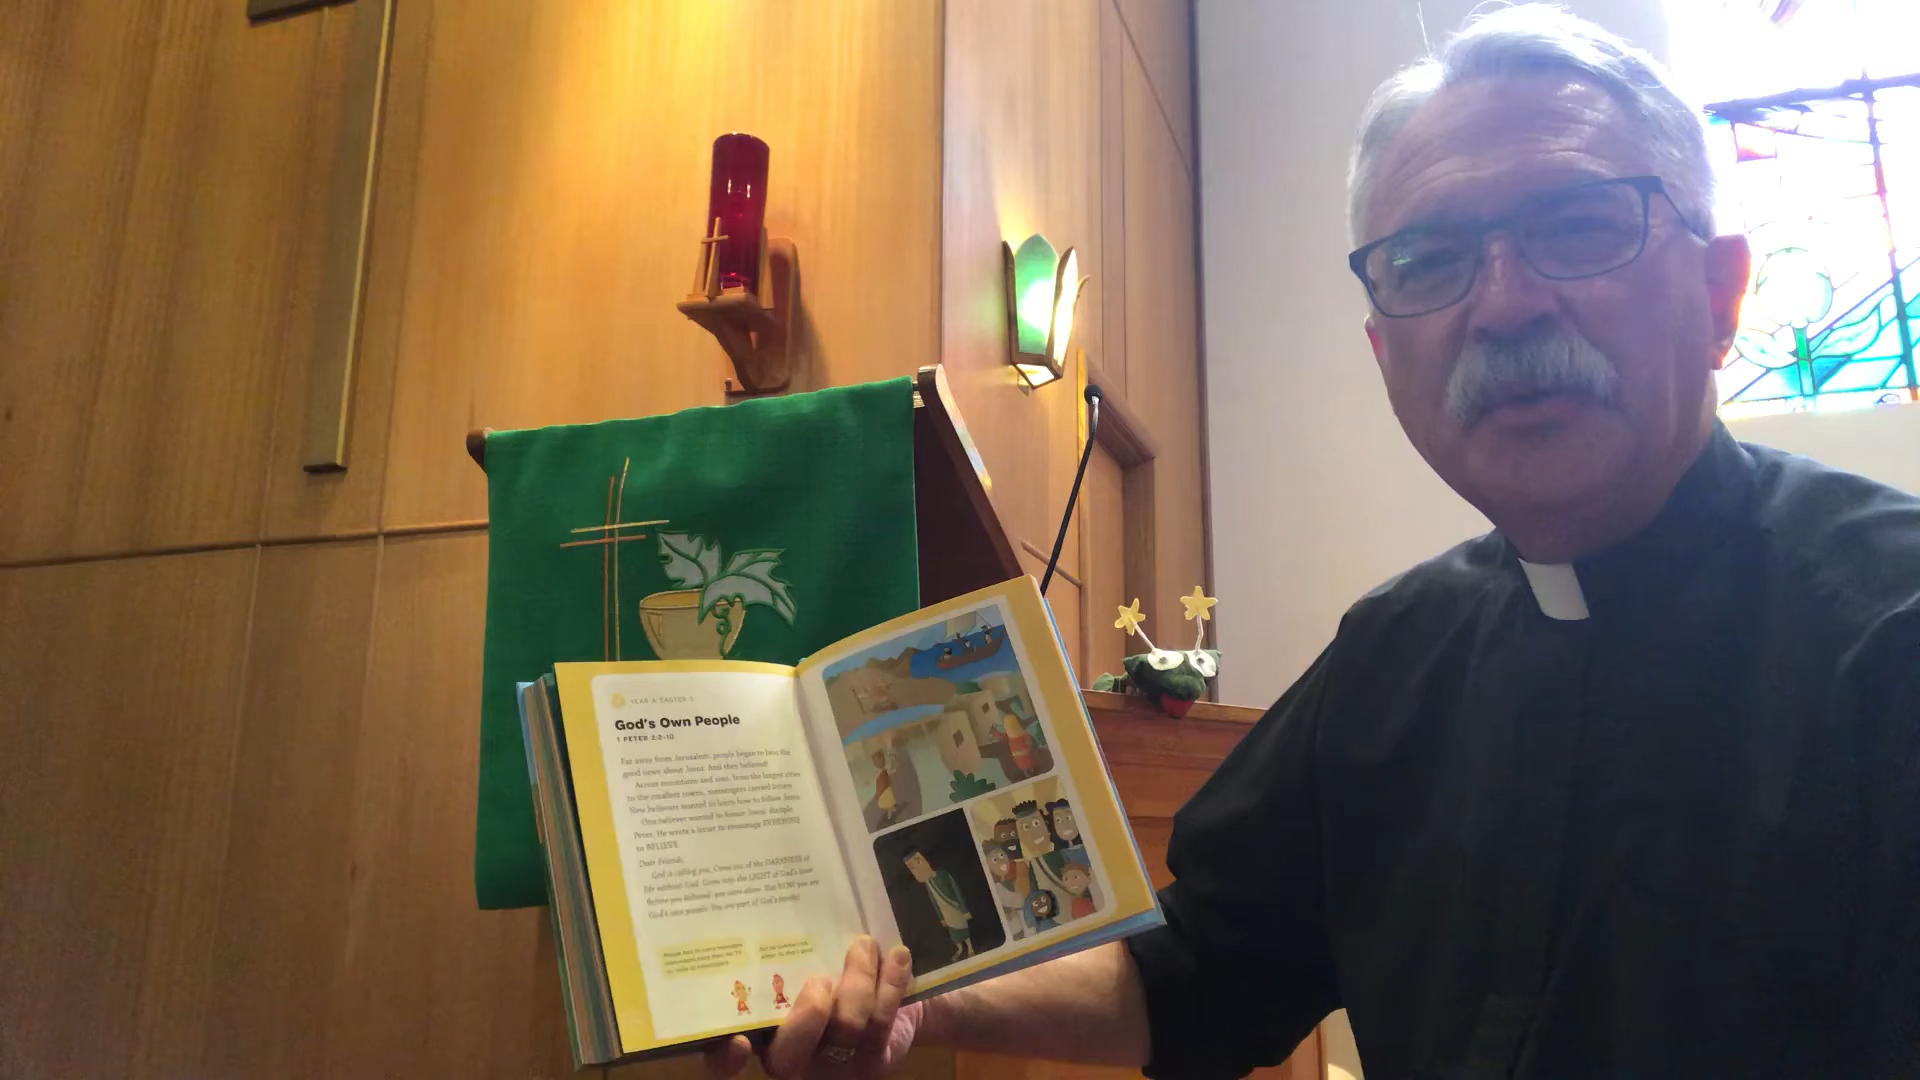 YEAR A EASTER 5
God's Own People
1 PETER 2:2-10
Far away from Jerusalem, people began to hear the
good news about Jesus. And they believed!
Across mountains and seas, from the largest cities
to the smallest towns, messengers carried letters.
New believers wanted to learn how to follow Jesus.
One believer wanted to honor Jesus: disciple
Peter. He wrote a letter to encourage EVERYONE
to BELIEVE.
Dear Friends,
God is calling you. Come out of the DARKNESS of
life without God. Come into the LIGHT of God's love.
Before you believed, you were alone. But NOW you are
God's own people. You are part of God's family!